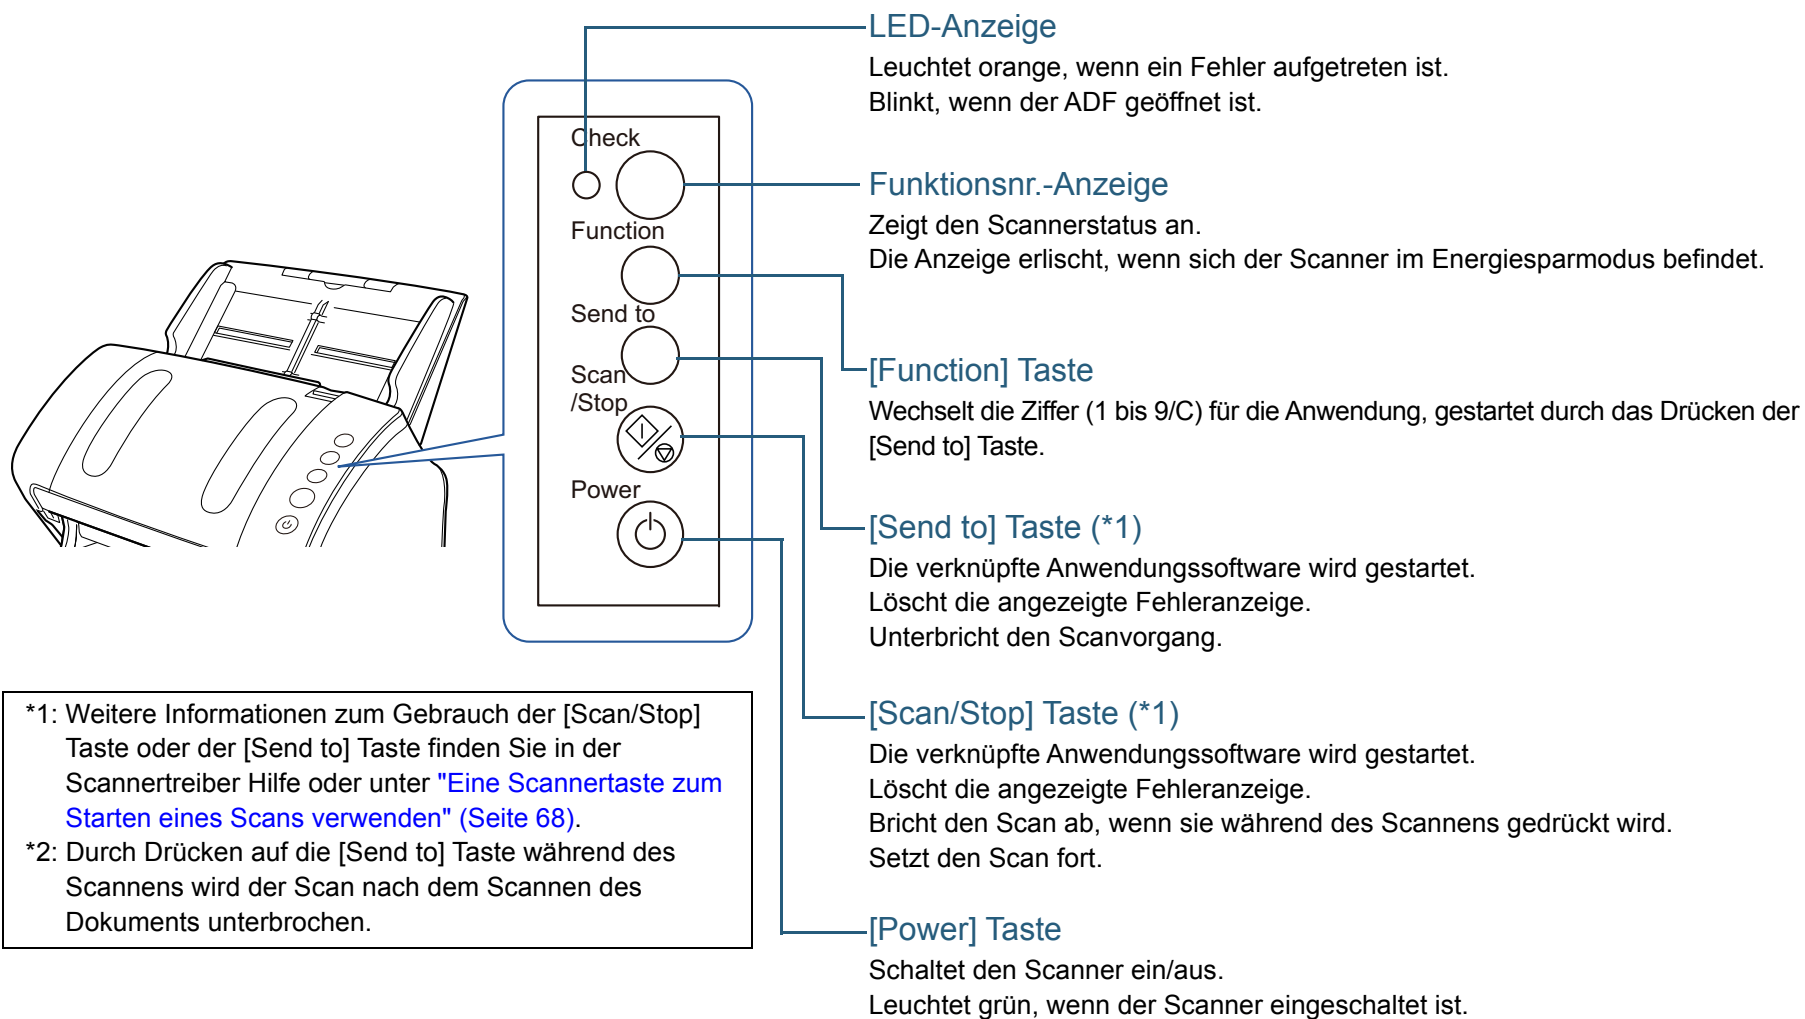 LED-Anzeige
Leuchtet orange, wenn ein Fehler aufgetreten ist.
Blinkt, wenn der ADF geöffnet ist.
Check
Funktionsnr.-Anzeige
Zeigt den Scannerstatus an.
Die Anzeige erlischt, wenn sich der Scanner im Energiesparmodus befindet.
Function
Send to
Scan
/Stop
Power
[Function] Taste
Wechselt die Ziffer (1 bis 9/C) für die Anwendung, gestartet durch das Drücken der
[Send to] Taste.
[Send to] Taste (*1)
Die verknüpfte Anwendungssoftware wird gestartet.
Löscht die angezeigte Fehleranzeige.
Unterbricht den Scanvorgang.
[Scan/Stop] Taste (*1)
Die verknüpfte Anwendungssoftware wird gestartet.
Löscht die angezeigte Fehleranzeige.
Bricht den Scan ab, wenn sie während des Scannens gedrückt wird.
Setzt den Scan fort.
[Power] Taste
Schaltet den Scanner ein/aus.
Leuchtet grün, wenn der Scanner eingeschaltet ist.
*1: Weitere Informationen zum Gebrauch der [Scan/Stop]
Taste oder der [Send to] Taste finden Sie in der
Scannertreiber Hilfe oder unter "Eine Scannertaste zum
Starten eines Scans verwenden" (Seite 68).
*2: Durch Drücken auf die [Send to] Taste während des
Scannens wird der Scan nach dem Scannen des
Dokuments unterbrochen.